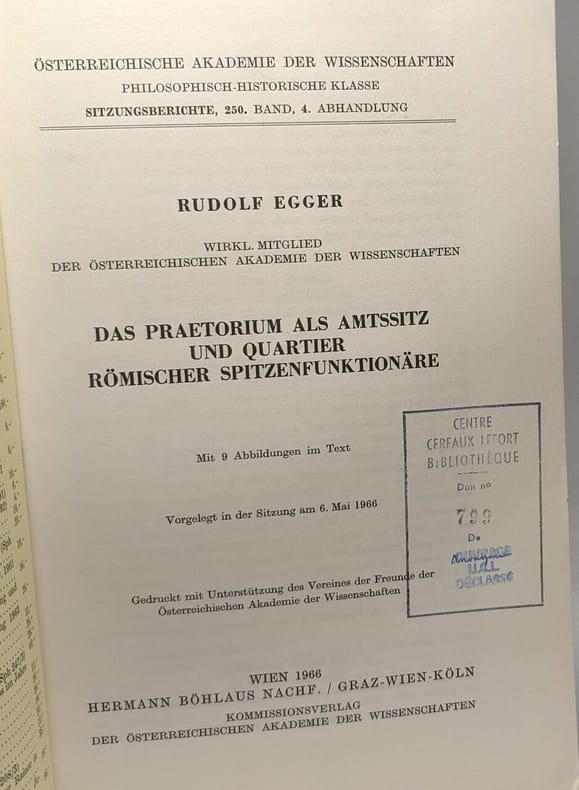 ÖSTERREICHISCHE AKADEMIE DER WISSENSCHAFTEN
PHILOSOPHISCH-HISTORISCHE KLASSE
SITZUNGSBERICHTE, 250. BAND, 4. ABHANDLUNG
RUDOLF EGGER
WIRKL. MITGLIED
DER ÖSTERREICHISCHEN AKADEMIE DER WISSENSCHAFTEN
DAS PRAETORIUM ALS AMTSSITZ
UND QUARTIER
RÖMISCHER SPITZENFUNKTIONÄRE
Mit 9 Abbildungen im Text
Vorgelegt in der Sitzung am 6. Mai 1966
Gedruckt mit Unterstützung des Vereines der Freunde der
Österreichischen Akademie der Wissenschaften
CENTRE
CERFAUX-LEFORT
BIBLIOTHÈQUE
Don no
799
De
OUVRAGE
U.C.L.
DÉCLASSÉ
WIEN 1966
HERMANN BÖHLAUS NACHF. / GRAZ-WIEN-KÖLN
KOMMISSIONSVERLAG
DER ÖSTERREICHISCHEN AKADEMIE DER WISSENSCHAFTEN